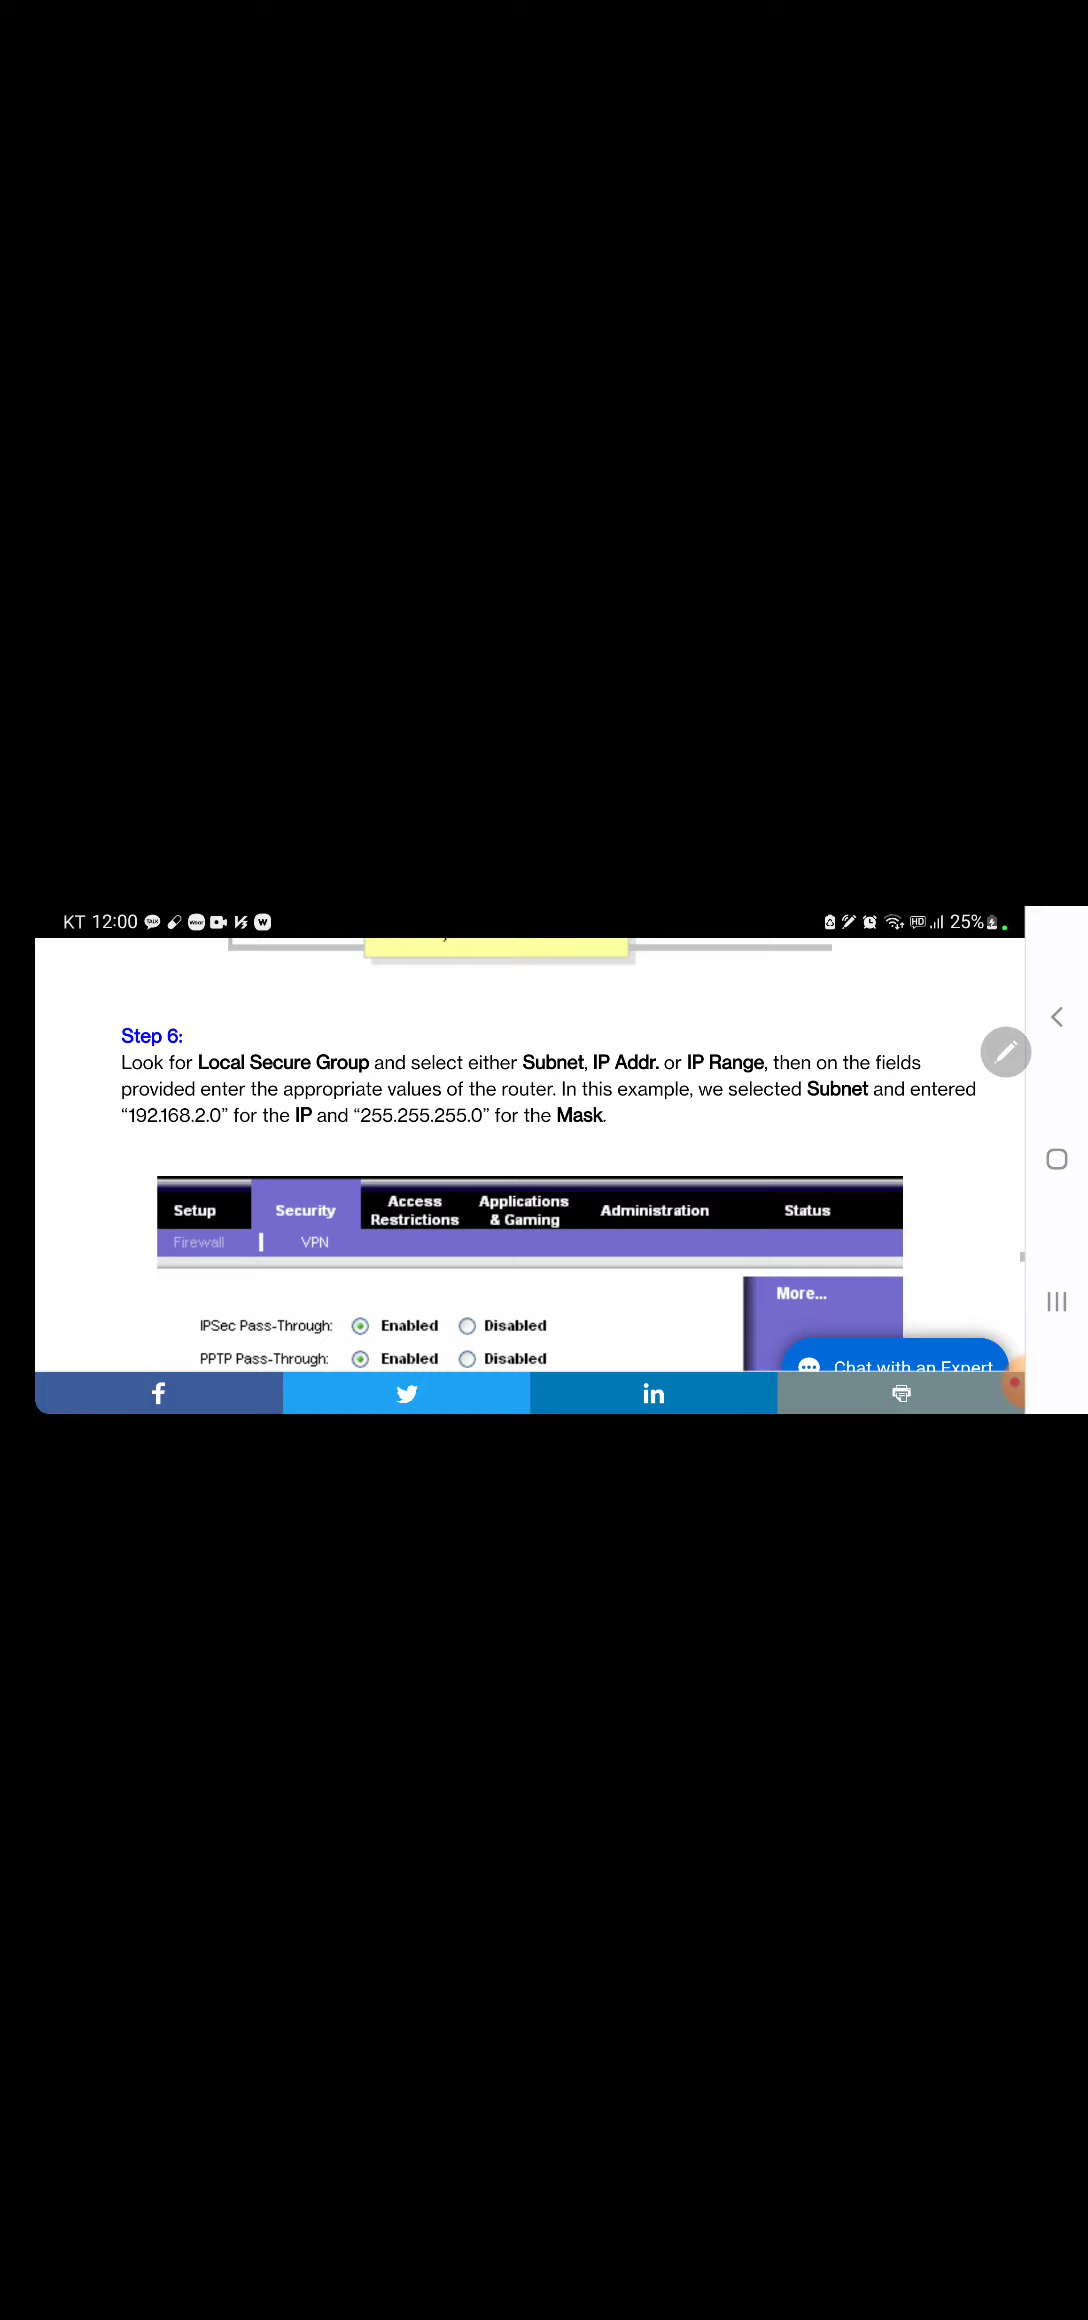 KT 12:00
HD 25%
Step 6:
Look for Local Secure Group and select either Subnet, IP Addr. or IP Range, then on the fields
provided enter the appropriate values of the router. In this example, we selected Subnet and entered
“192.168.2.0” for the IP and “255.255.255.0” for the Mask.
Setup Security Access Restrictions Applications & Gaming Administration Status
Firewall VPN
More...
IPSec Pass-Through: Enabled Disabled
PPTP Pass-Through: Enabled Disabled
Chat with an Expert